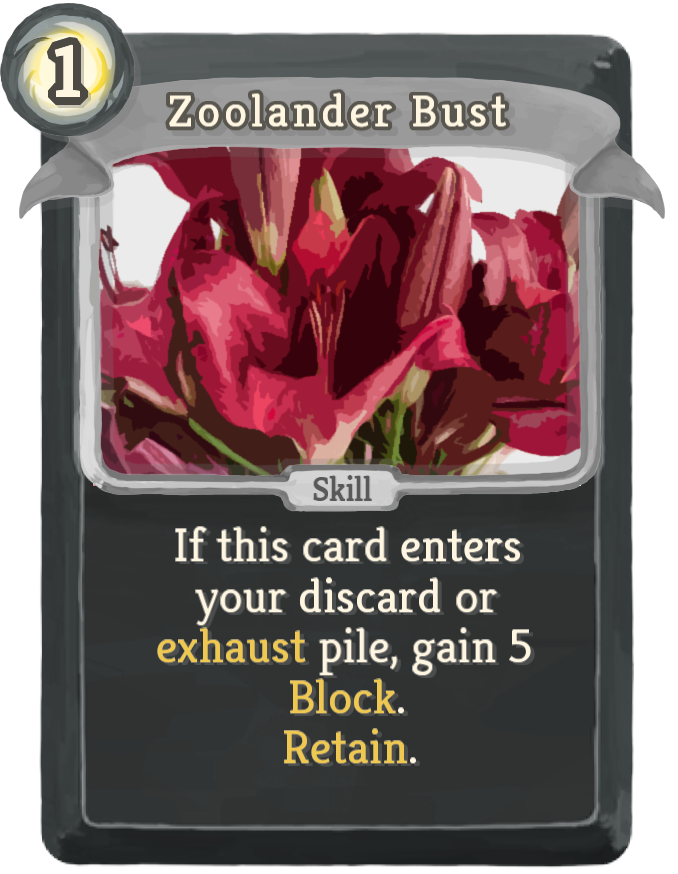 1
Zoolander Bust
Skill
If this card enters
your discard or
exhaust pile, gain 5
Block.
Retain.